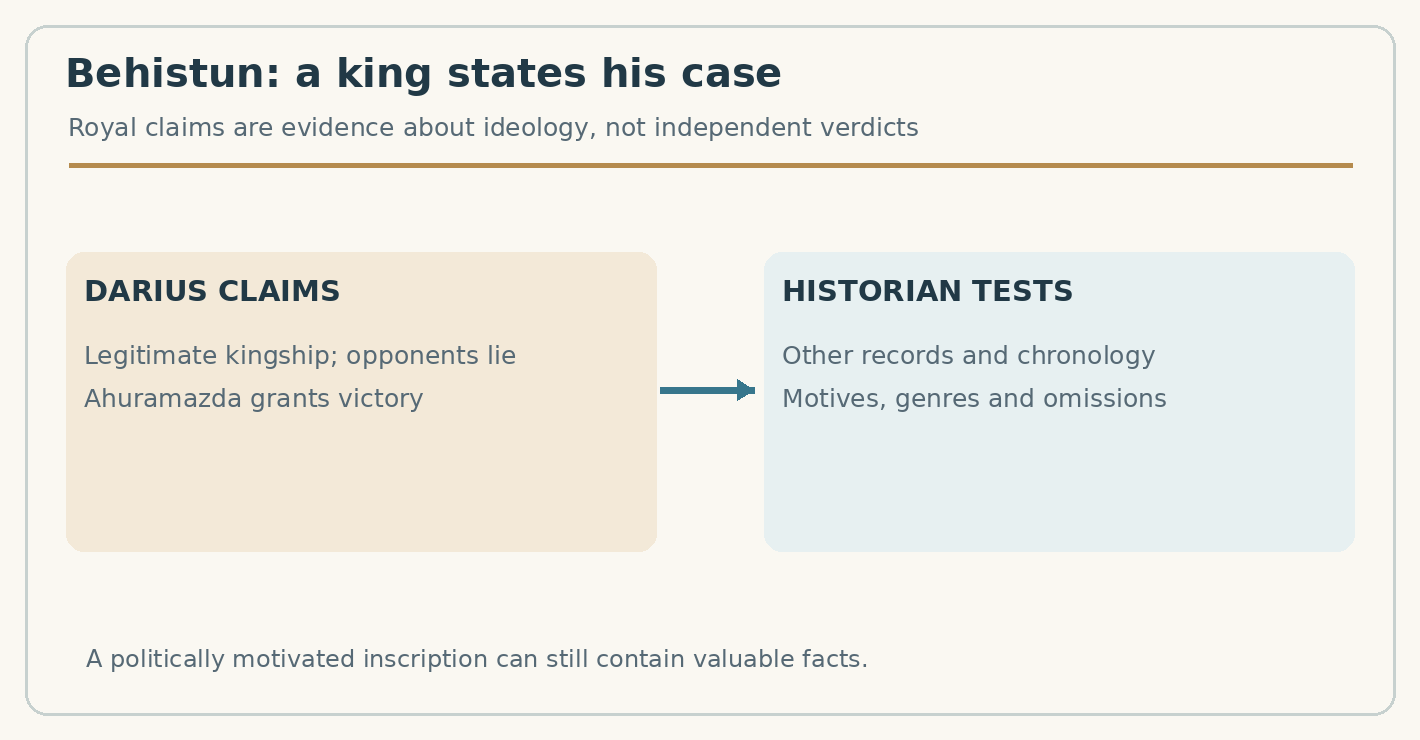 Behistun: a king states his case
Royal claims are evidence about ideology, not independent verdicts
DARIUS CLAIMS
Legitimate kingship; opponents lie
Ahuramazda grants victory
HISTORIAN TESTS
Other records and chronology
Motives, genres and omissions
A politically motivated inscription can still contain valuable facts.